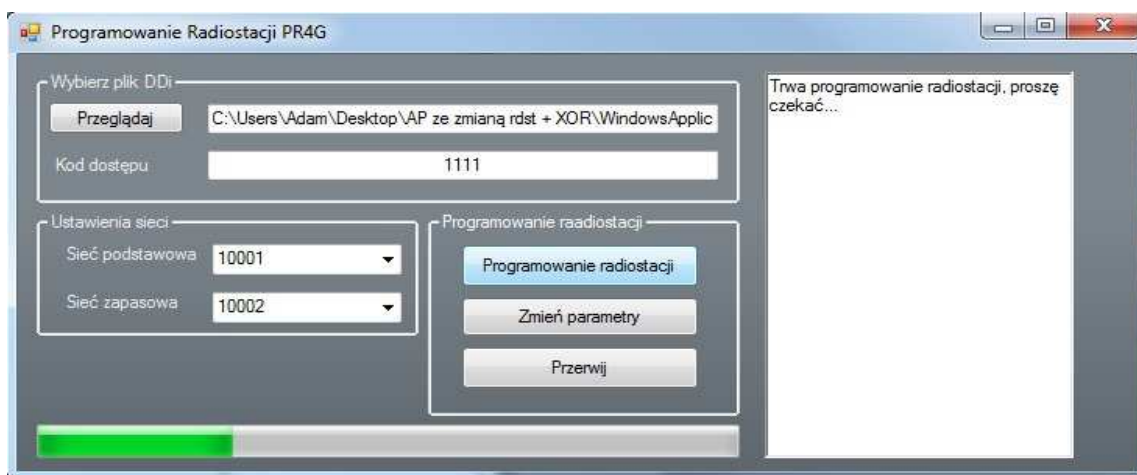 Programowanie Radiostacji PR4G
Wybierz plik DDi
Przeglądaj
C:\Users\Adam\Desktop\AP ze zmianą rdst + XOR\WindowsApplic
Kod dostępu
1111
Ustawienia sieci
Sieć podstawowa
10001
Sieć zapasowa
10002
Programowanie raadiostacji
Programowanie radiostacji
Zmień parametry
Przerwij
Trwa programowanie radiostacji, proszę
czekać...